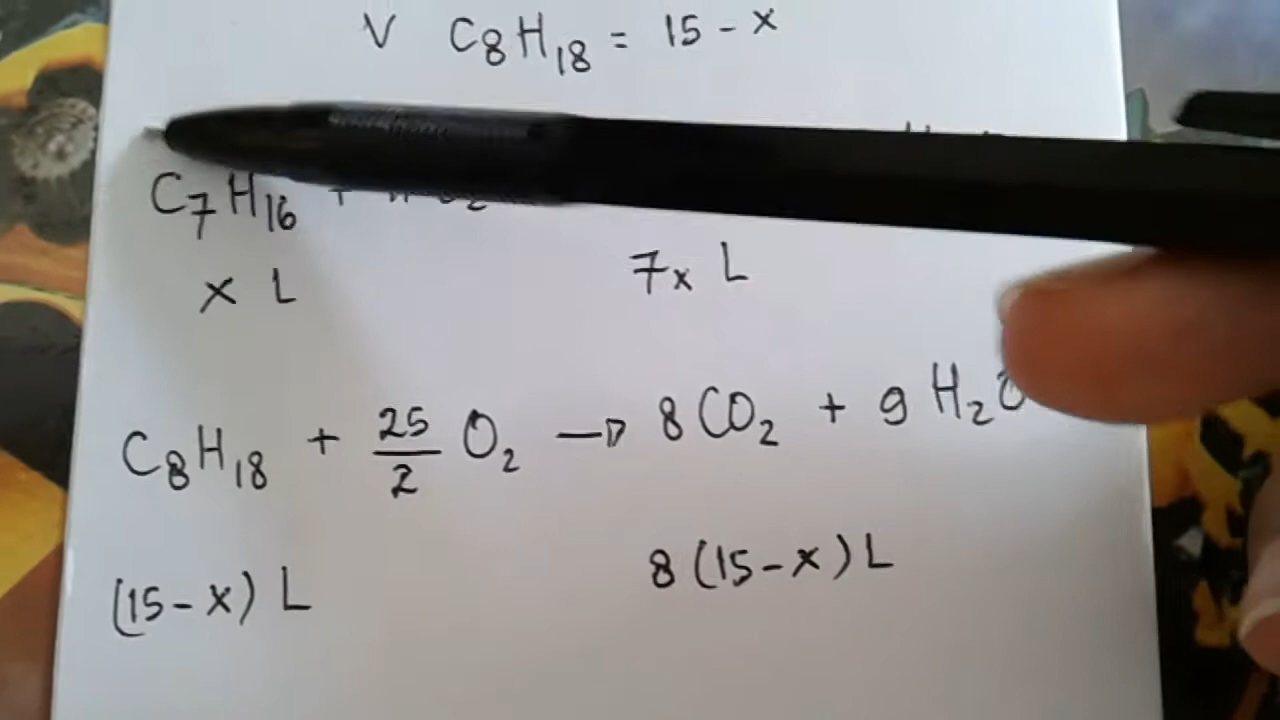 V C₈H₁₈ = 15 - x
C₇H₁₆ +
x L 7x L
C₈H₁₈ + 25/2 O₂ → 8 CO₂ + 9 H₂O
(15 - x) L 8 (15 - x) L